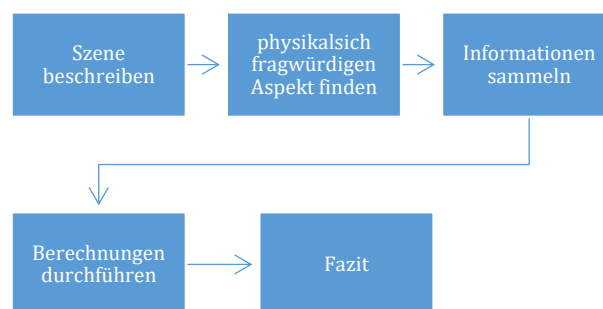 Szene
beschreiben
physikalsich
fragwürdigen
Aspekt finden
Informationen
sammeln
Berechnungen
durchführen
Fazit